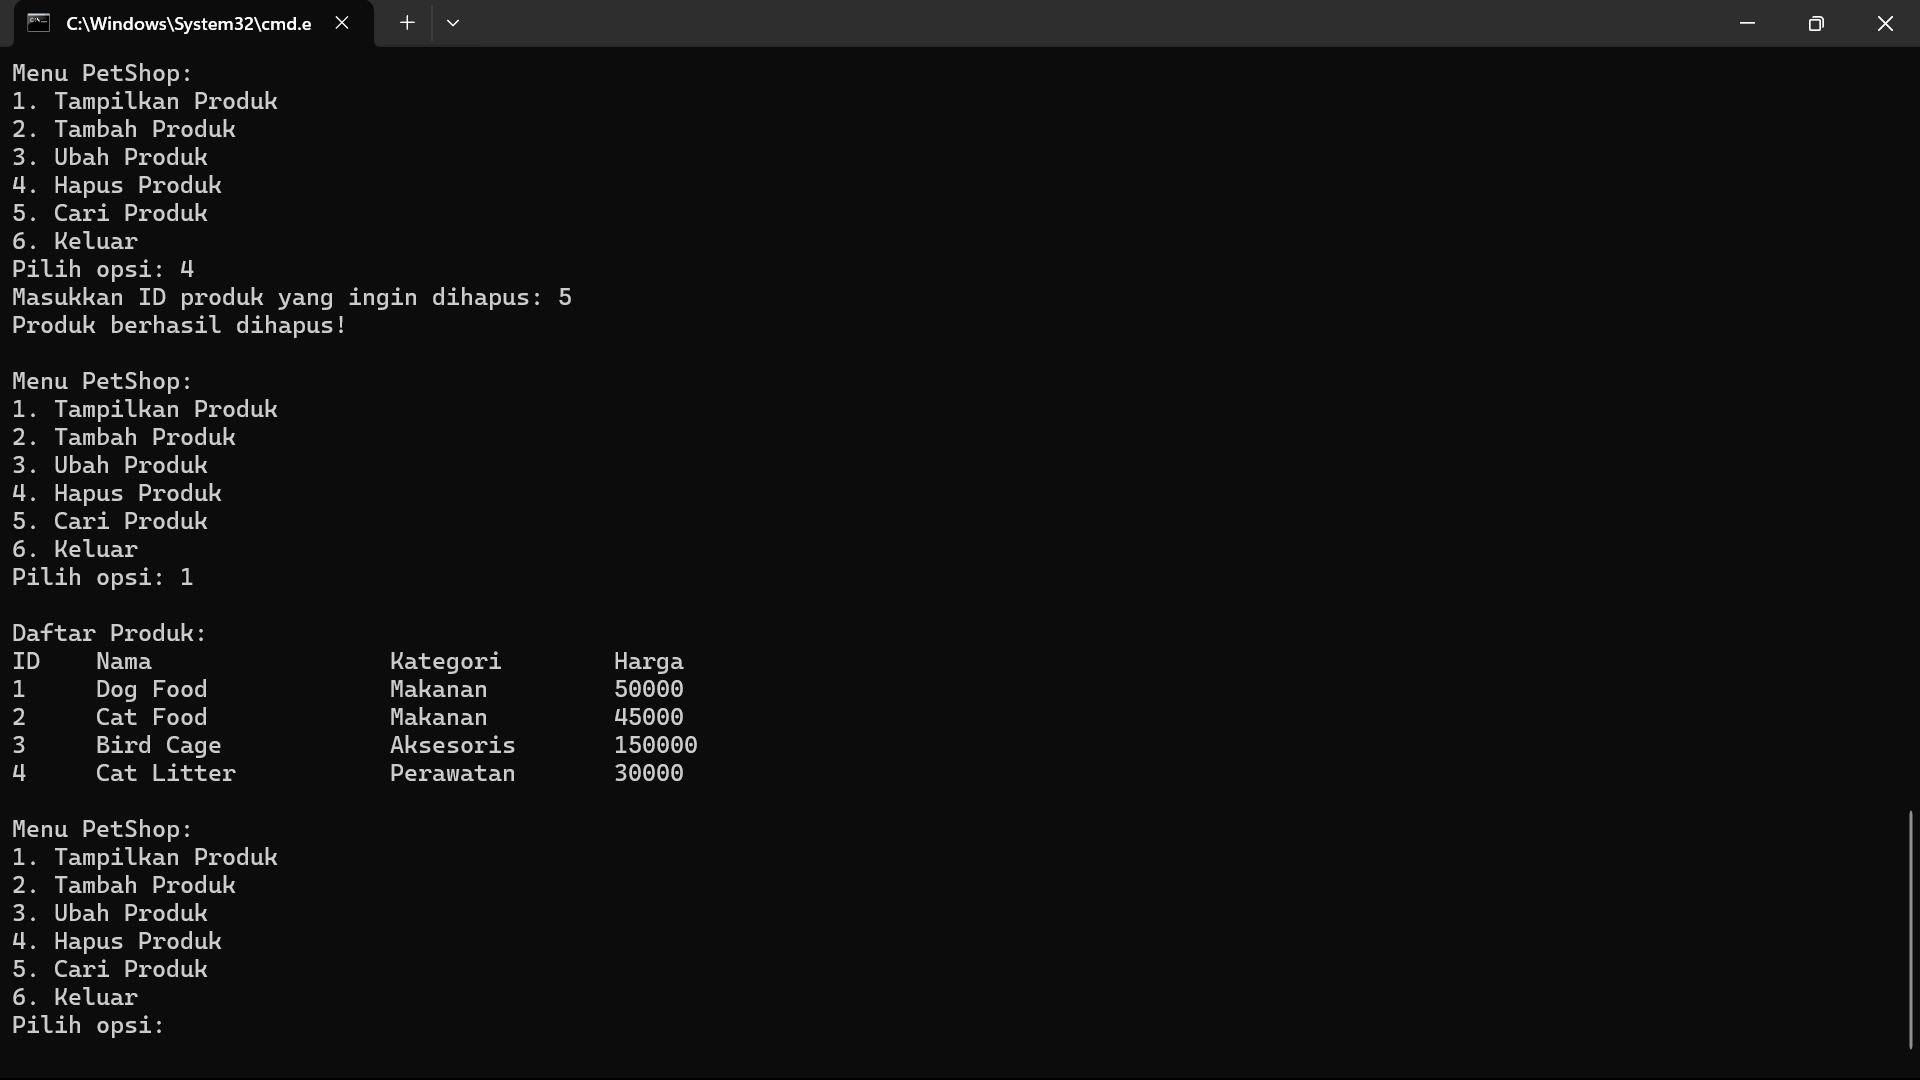 C:\Windows\System32\cmd.e
Menu PetShop:
1. Tampilkan Produk
2. Tambah Produk
3. Ubah Produk
4. Hapus Produk
5. Cari Produk
6. Keluar
Pilih opsi: 4
Masukkan ID produk yang ingin dihapus: 5
Produk berhasil dihapus!
Menu PetShop:
1. Tampilkan Produk
2. Tambah Produk
3. Ubah Produk
4. Hapus Produk
5. Cari Produk
6. Keluar
Pilih opsi: 1
Daftar Produk:
ID    Nama                 Kategori        Harga
1     Dog Food             Makanan         50000
2     Cat Food             Makanan         45000
3     Bird Cage            Aksesoris       150000
4     Cat Litter           Perawatan       30000
Menu PetShop:
1. Tampilkan Produk
2. Tambah Produk
3. Ubah Produk
4. Hapus Produk
5. Cari Produk
6. Keluar
Pilih opsi: